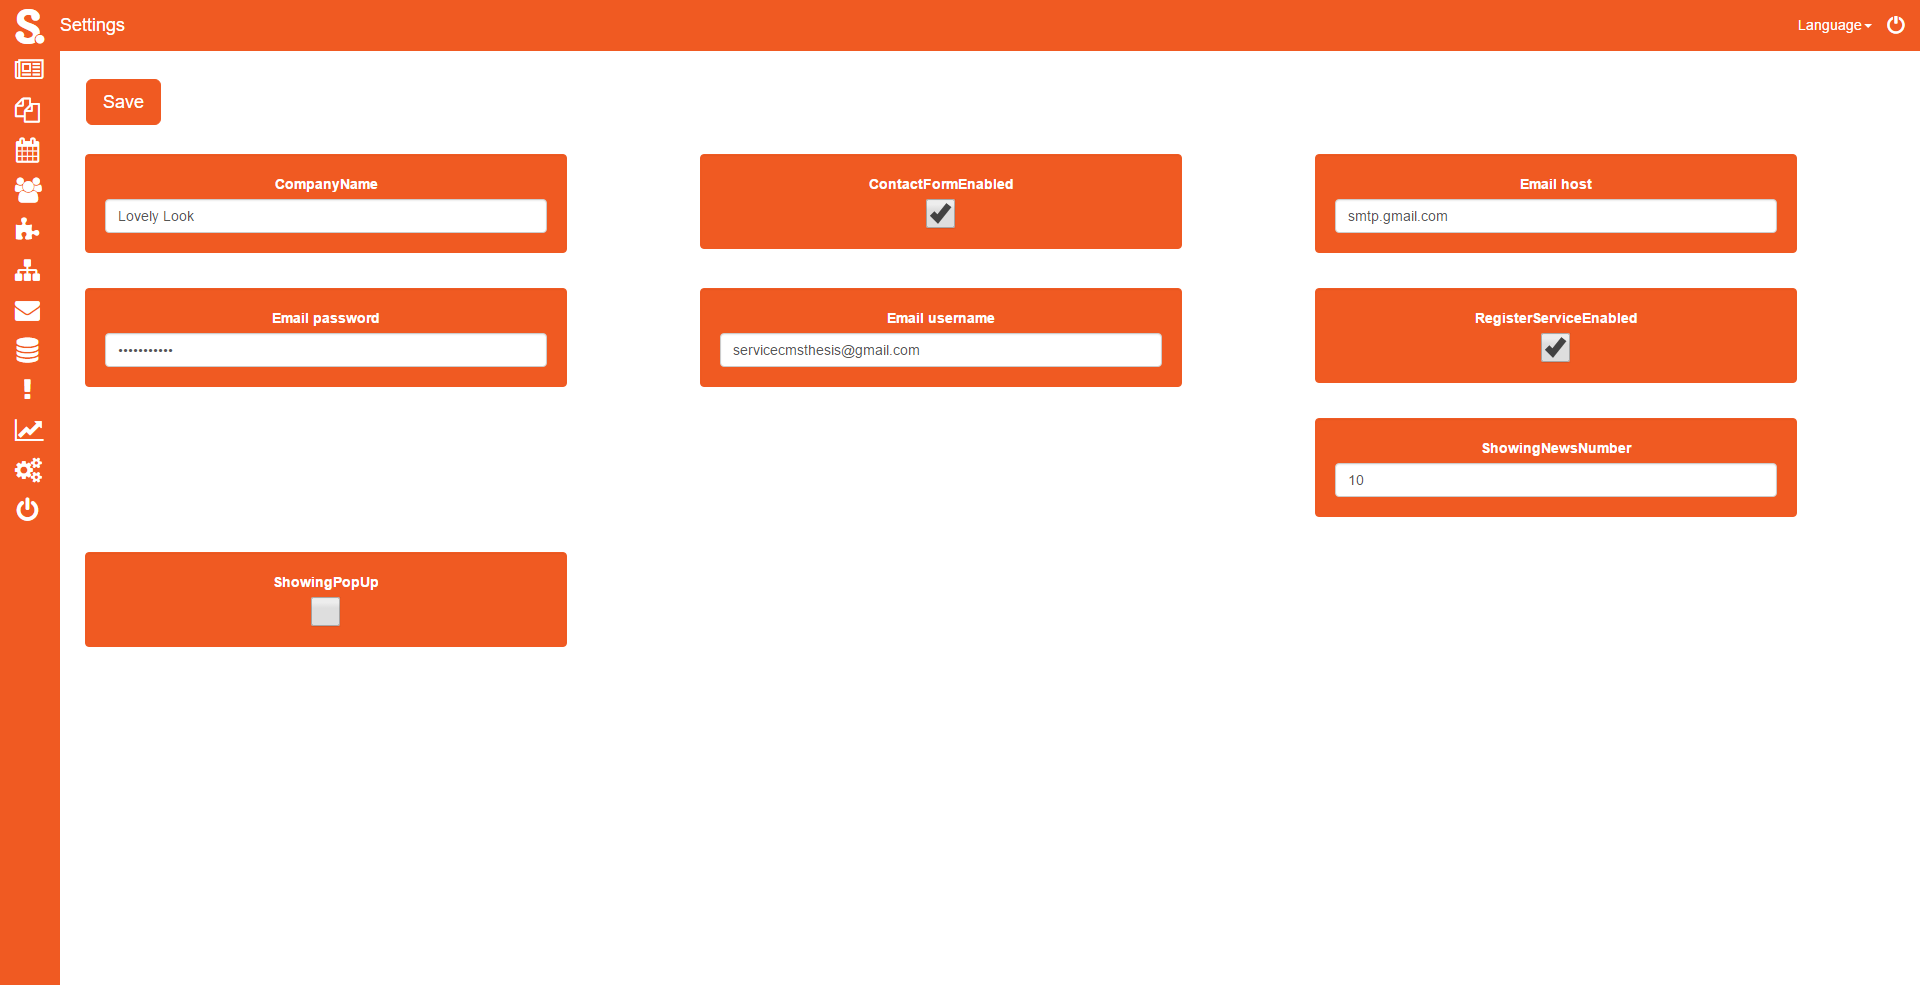 S. Settings Language
Save
CompanyName
Lovely Look
ContactFormEnabled
Email host
smtp.gmail.com
Email password
•••••••••••
Email username
servicecmsthesis@gmail.com
RegisterServiceEnabled
ShowingNewsNumber
10
ShowingPopUp